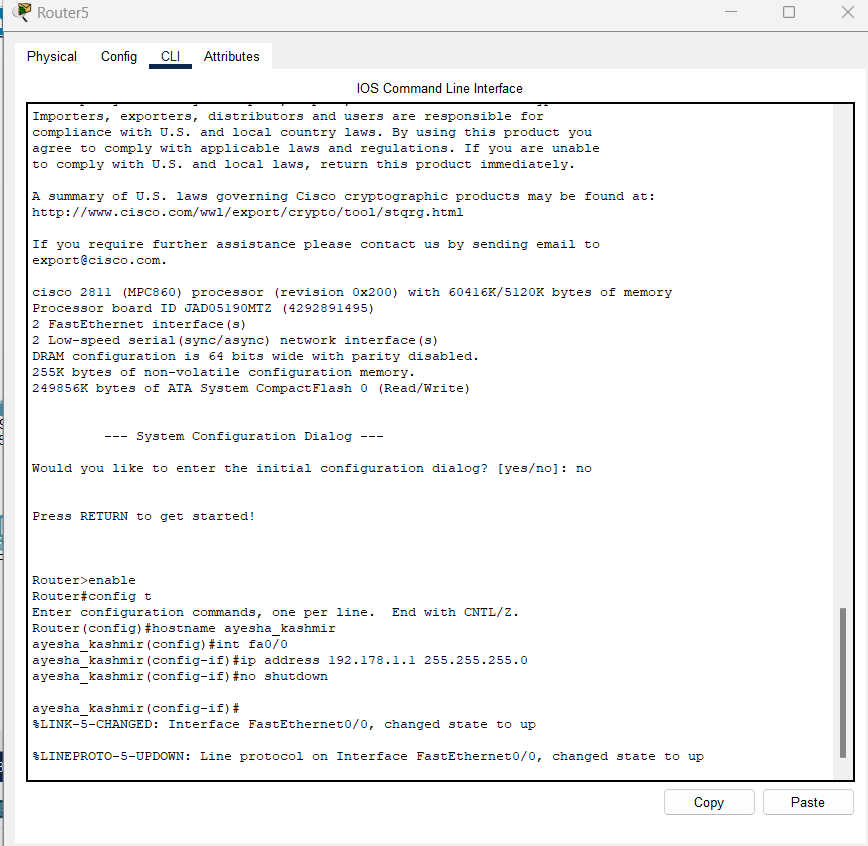 Router5
Physical Config CLI Attributes
IOS Command Line Interface
Importers, exporters, distributors and users are responsible for
compliance with U.S. and local country laws. By using this product you
agree to comply with applicable laws and regulations. If you are unable
to comply with U.S. and local laws, return this product immediately.
A summary of U.S. laws governing Cisco cryptographic products may be found at:
http://www.cisco.com/wwl/export/crypto/tool/stqrg.html
If you require further assistance please contact us by sending email to
export@cisco.com.
cisco 2811 (MPC860) processor (revision 0x200) with 60416K/5120K bytes of memory
Processor board ID JAD05190MTZ (4292891495)
2 FastEthernet interface(s)
2 Low-speed serial(sync/async) network interface(s)
DRAM configuration is 64 bits wide with parity disabled.
255K bytes of non-volatile configuration memory.
249856K bytes of ATA System CompactFlash 0 (Read/Write)
--- System Configuration Dialog ---
Would you like to enter the initial configuration dialog? [yes/no]: no
Press RETURN to get started!
Router>enable
Router#config t
Enter configuration commands, one per line.  End with CNTL/Z.
Router(config)#hostname ayesha_kashmir
ayesha_kashmir(config)#int fa0/0
ayesha_kashmir(config-if)#ip address 192.178.1.1 255.255.255.0
ayesha_kashmir(config-if)#no shutdown
ayesha_kashmir(config-if)#
%LINK-5-CHANGED: Interface FastEthernet0/0, changed state to up
%LINEPROTO-5-UPDOWN: Line protocol on Interface FastEthernet0/0, changed state to up
Copy Paste